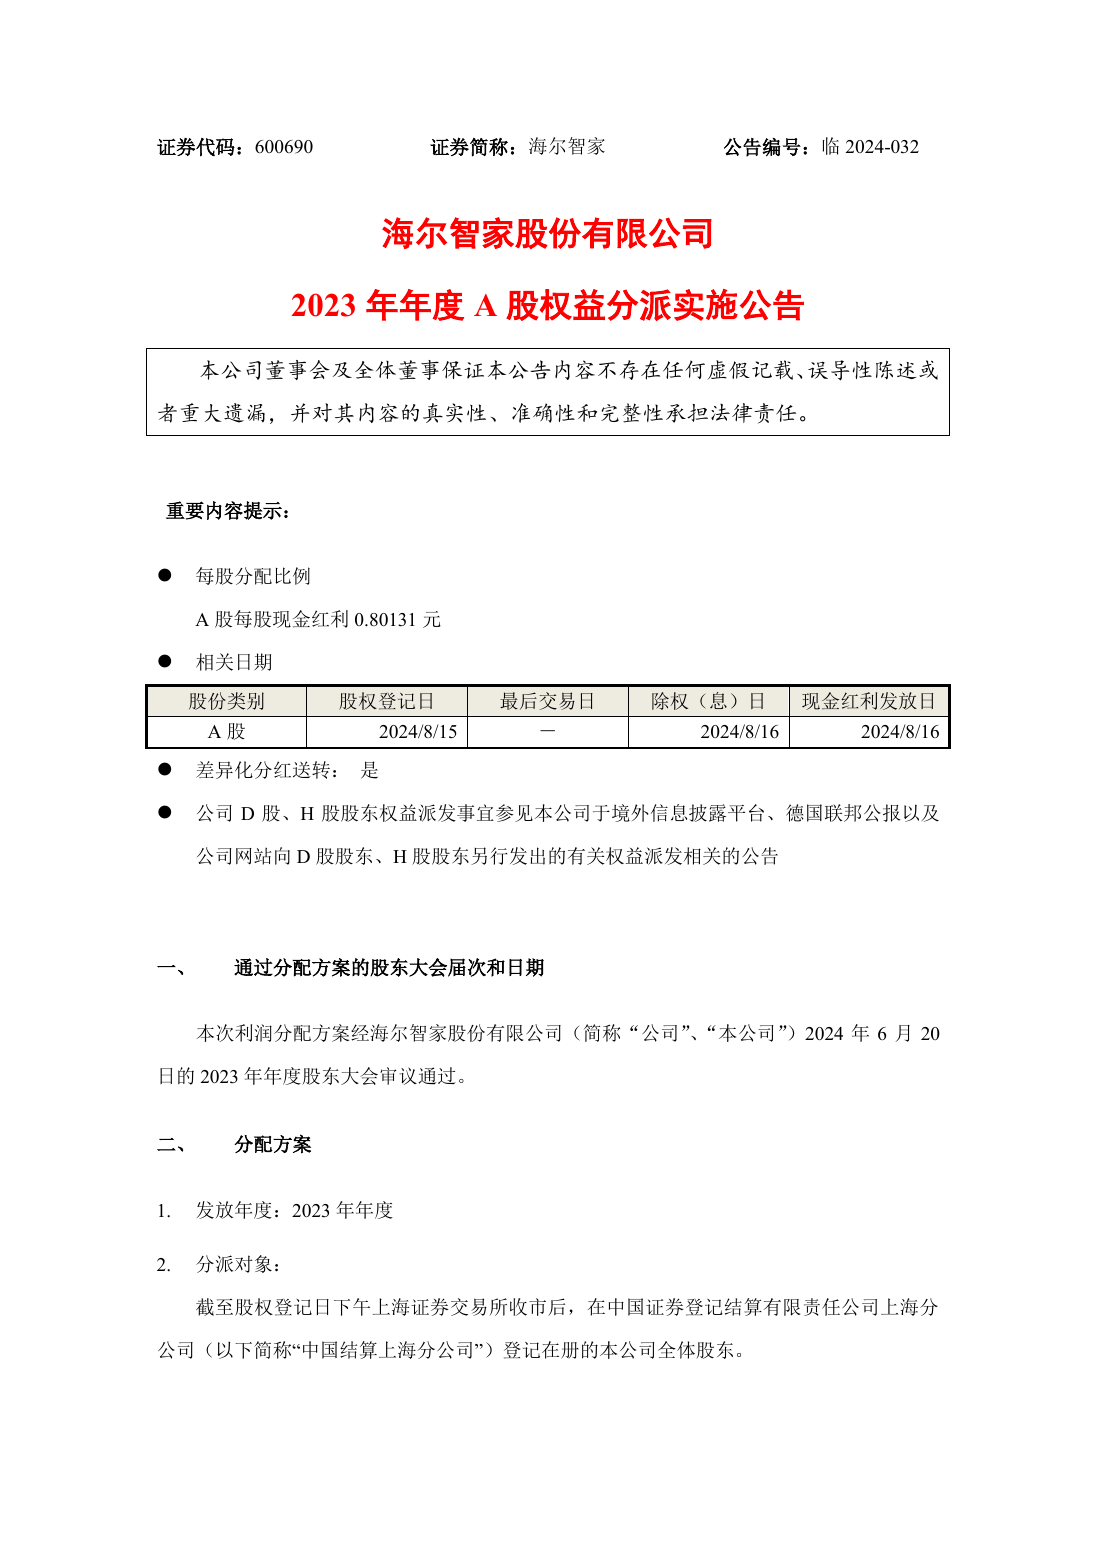 证券代码：600690 证券简称：海尔智家 公告编号：临 2024-032
海尔智家股份有限公司
2023 年年度 A 股权益分派实施公告
本公司董事会及全体董事保证本公告内容不存在任何虚假记载、误导性陈述或
者重大遗漏，并对其内容的真实性、准确性和完整性承担法律责任。
重要内容提示：
● 每股分配比例
A 股每股现金红利 0.80131 元
● 相关日期
股份类别 股权登记日 最后交易日 除权（息）日 现金红利发放日
A 股 2024/8/15 － 2024/8/16 2024/8/16
● 差异化分红送转： 是
● 公司 D 股、H 股股东权益派发事宜参见本公司于境外信息披露平台、德国联邦公报以及
公司网站向 D 股股东、H 股股东另行发出的有关权益派发相关的公告
一、 通过分配方案的股东大会届次和日期
本次利润分配方案经海尔智家股份有限公司（简称“公司”、“本公司”）2024 年 6 月 20
日的 2023 年年度股东大会审议通过。
二、 分配方案
1. 发放年度：2023 年年度
2. 分派对象：
截至股权登记日下午上海证券交易所收市后，在中国证券登记结算有限责任公司上海分
公司（以下简称“中国结算上海分公司”）登记在册的本公司全体股东。